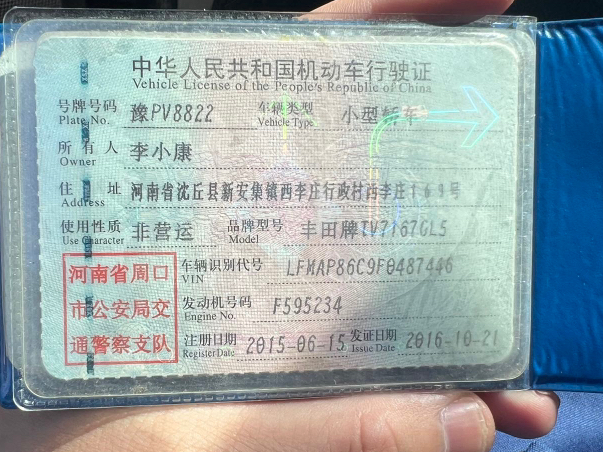 中华人民共和国机动车行驶证
Vehicle License of the People's Republic of China
号牌号码 豫PV8822 车辆类型 小型轿车
Plate No. Vehicle Type
所有人 李小康
Owner
住址 河南省沈丘县新安集镇西李庄行政村西李庄169号
Address
使用性质 非营运 品牌型号 丰田牌TV7167GL5
Use Character Model
河南省周口 车辆识别代号 LFMAP86C9F0487446
VIN
市公安局交 发动机号码 F595234
Engine No.
通警察支队 注册日期 2015-06-15 发证日期 2016-10-21
Register Date Issue Date